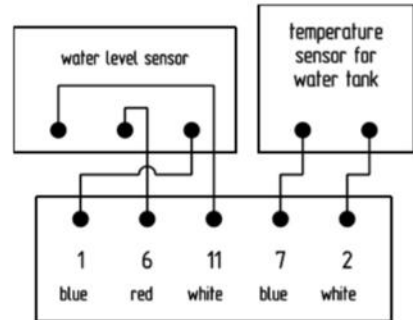 water level sensor
temperature
sensor for
water tank
1 6 11 7 2
blue red white blue white